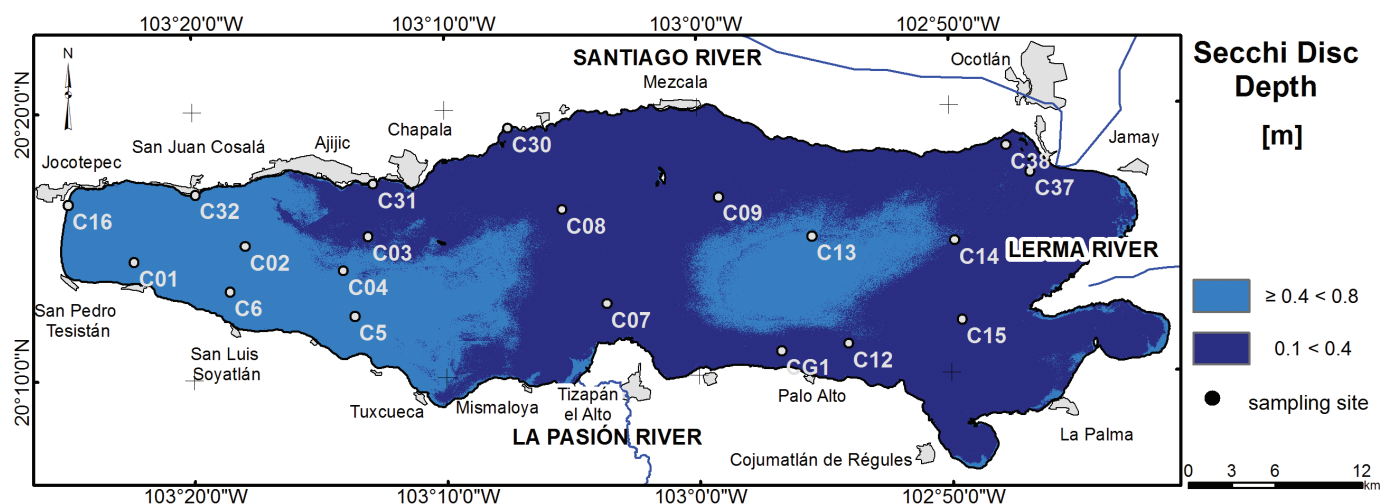 103°20'0"W
103°10'0"W
103°0'0"W
102°50'0"W
N
SANTIAGO RIVER
Mezcala
Ocotlán
Jamay
20°20'0"N
Chapala
Ajijic
San Juan Cosalá
Jocotepec
C30
C38
C37
C31
C32
C16
C09
C08
C13
C14
C03
C02
C04
C01
LERMA RIVER
C6
C5
C07
C15
C12
CG1
San Pedro
Tesistán
San Luis
Soyatlán
Tuxcueca
Mismaloya
Tizapán
el Alto
Palo Alto
LA PASIÓN RIVER
Cojumatlán de Régules
La Palma
20°10'0"N
103°20'0"W
103°10'0"W
103°0'0"W
102°50'0"W
Secchi Disc
Depth
[m]
≥ 0.4 < 0.8
0.1 < 0.4
sampling site
0 3 6 12
km